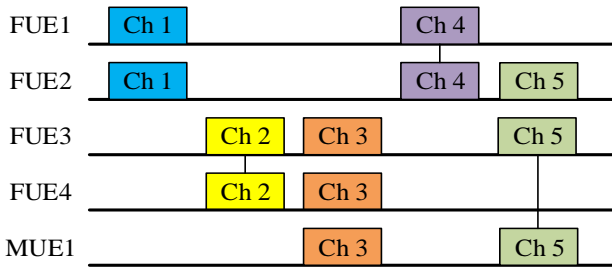 FUE1 Ch 1 Ch 4
FUE2 Ch 1 Ch 4 Ch 5
FUE3 Ch 2 Ch 3 Ch 5
FUE4 Ch 2 Ch 3
MUE1 Ch 3 Ch 5